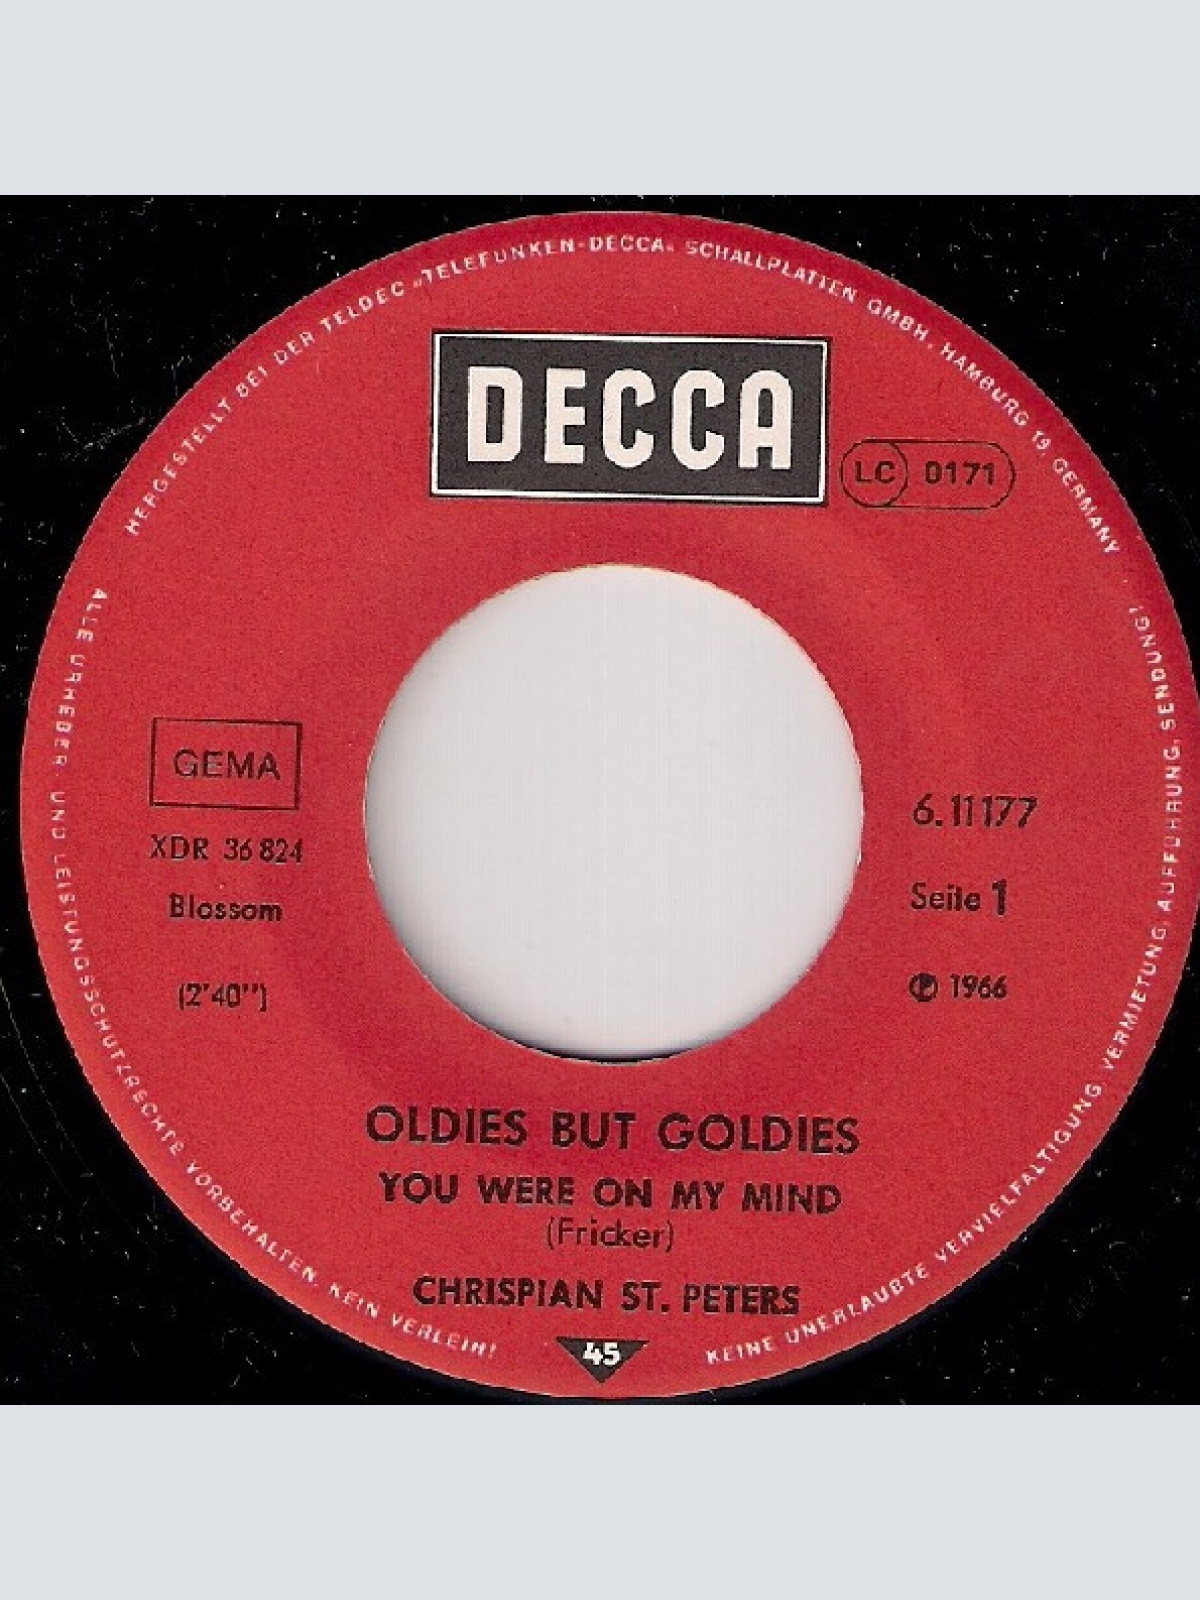 HERGESTELLT BEI DER TELDEC »TELEFUNKEN-DECCA« SCHALLPLATTEN GMBH, HAMBURG 19, GERMANY
DECCA
LC 0171
GEMA
XDR 36 824
Blossom
(2'40'')
6.11177
Seite 1
℗ 1966
OLDIES BUT GOLDIES
YOU WERE ON MY MIND
(Fricker)
CHRISPIAN ST. PETERS
45
ALLE URHEBER- UND LEISTUNGSSCHUTZRECHTE VORBEHALTEN. KEIN VERLEIH!
KEINE UNERLAUBTE VERVIELFÄLTIGUNG, VERMIETUNG, AUFFÜHRUNG, SENDUNG!